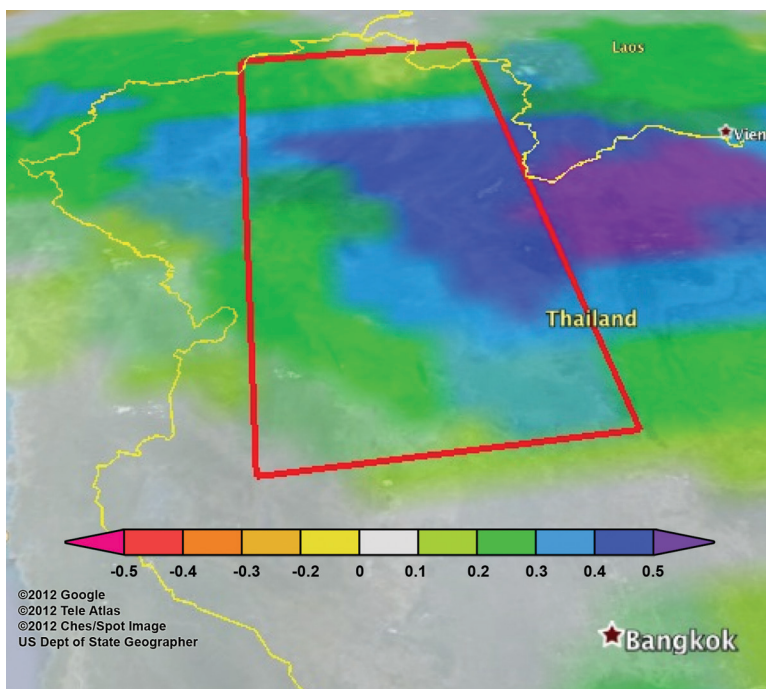 Laos
Vien
Thailand
-0.5 -0.4 -0.3 -0.2 0 0.1 0.2 0.3 0.4 0.5
©2012 Google
©2012 Tele Atlas
©2012 Ches/Spot Image
US Dept of State Geographer
Bangkok